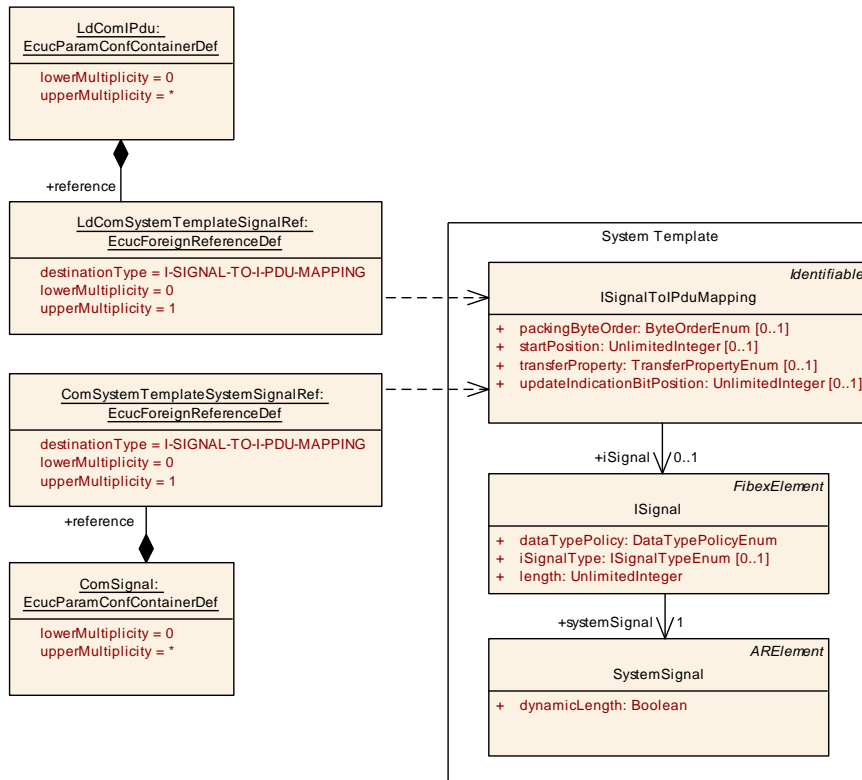 LdComIPdu:
EcucParamConfContainerDef
lowerMultiplicity = 0
upperMultiplicity = *
+reference
LdComSystemTemplateSignalRef:
EcucForeignReferenceDef
destinationType = I-SIGNAL-TO-I-PDU-MAPPING
lowerMultiplicity = 0
upperMultiplicity = 1
ComSystemTemplateSystemSignalRef:
EcucForeignReferenceDef
destinationType = I-SIGNAL-TO-I-PDU-MAPPING
lowerMultiplicity = 0
upperMultiplicity = 1
+reference
ComSignal:
EcucParamConfContainerDef
lowerMultiplicity = 0
upperMultiplicity = *
System Template
Identifiable
ISignalToIPduMapping
+ packingByteOrder: ByteOrderEnum [0..1]
+ startPosition: UnlimitedInteger [0..1]
+ transferProperty: TransferPropertyEnum [0..1]
+ updateIndicationBitPosition: UnlimitedInteger [0..1]
+iSignal 0..1
FibexElement
ISignal
+ dataTypePolicy: DataTypePolicyEnum
+ iSignalType: ISignalTypeEnum [0..1]
+ length: UnlimitedInteger
+systemSignal 1
ARElement
SystemSignal
+ dynamicLength: Boolean